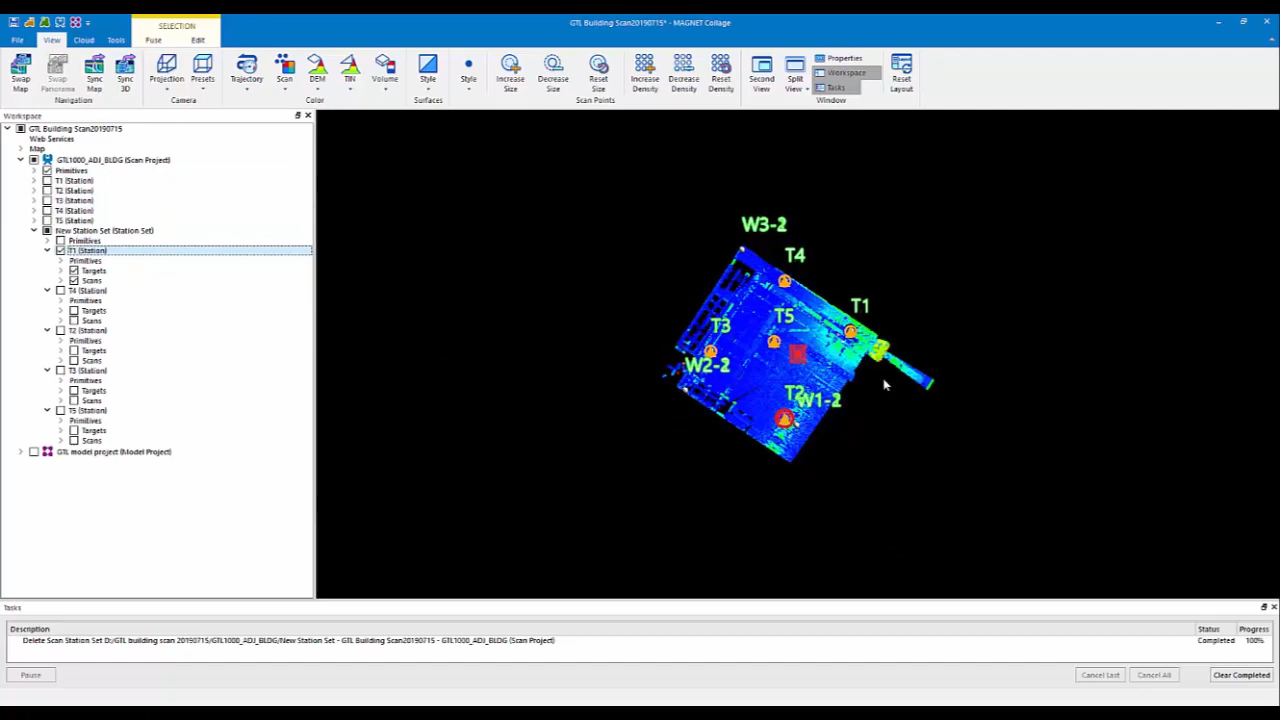 SELECTION
GTL Building Scan20190715* - MAGNET Collage
File
View
Cloud
Tools
Fuse
Edit
Swap Map
Swap Panorama
Sync Map
Sync 3D
Projection
Presets
Trajectory
Scan
DEM
TIN
Volume
Style
Style
Increase Size
Decrease Size
Reset Size
Increase Density
Decrease Density
Reset Density
Second View
Split View
Properties
Workspace
Tasks
Reset Layout
Navigation
Camera
Color
Surfaces
Scan Points
Window
Workspace
GTL Building Scan20190715
Web Services
Map
GTL1000_ADJ_BLDG (Scan Project)
Primitives
T1 (Station)
T2 (Station)
T3 (Station)
T4 (Station)
T5 (Station)
New Station Set (Station Set)
Primitives
T1 (Station)
Primitives
Targets
Scans
T4 (Station)
Primitives
Targets
Scans
T2 (Station)
Primitives
Targets
Scans
T3 (Station)
Primitives
Targets
Scans
T5 (Station)
Primitives
Targets
Scans
GTL model project (Model Project)
W3-2
T4
T1
T5
T3
W2-2
T2
W1-2
Tasks
Description
Status
Progress
Delete Scan Station Set D:/GTL building scan 20190715/GTL1000_ADJ_BLDG/New Station Set - GTL Building Scan20190715 - GTL1000_ADJ_BLDG (Scan Project)
Completed
100%
Pause
Cancel Last
Cancel All
Clear Completed